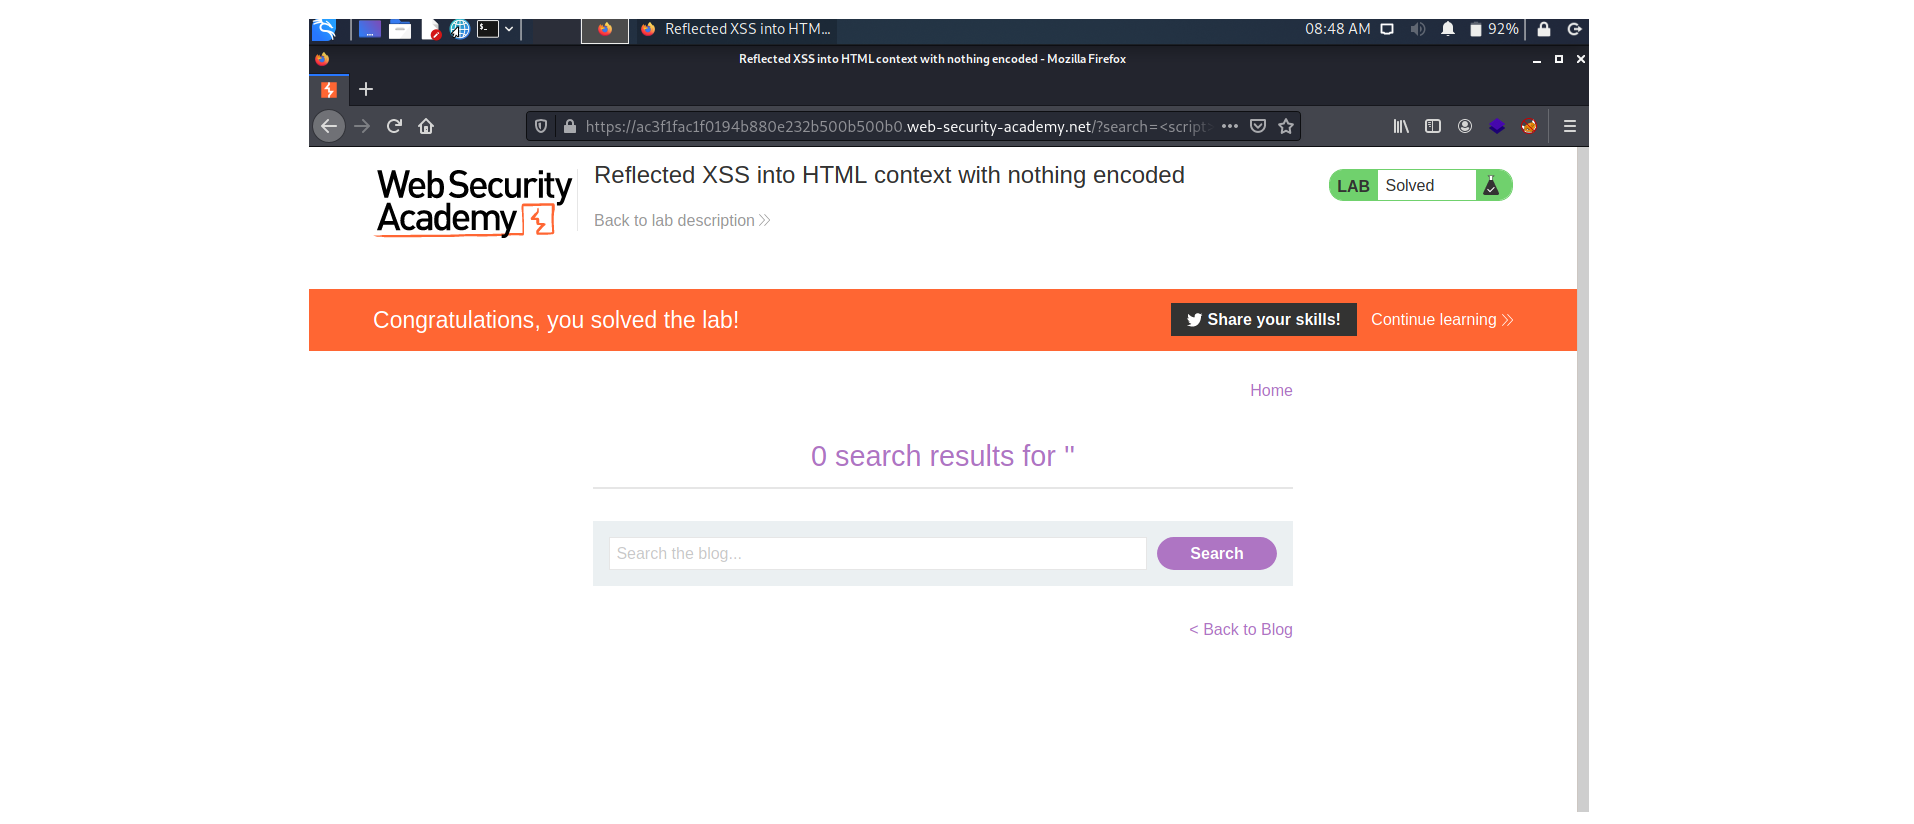 Reflected XSS into HTM...
08:48 AM
92%
Reflected XSS into HTML context with nothing encoded - Mozilla Firefox
https://ac3f1fac1f0194b880e232b500b500b0.web-security-academy.net/?search=<script>
Web Security
Academy
Reflected XSS into HTML context with nothing encoded
Back to lab description
LAB Solved
Congratulations, you solved the lab!
Share your skills!
Continue learning
Home
0 search results for ''
Search the blog...
Search
< Back to Blog